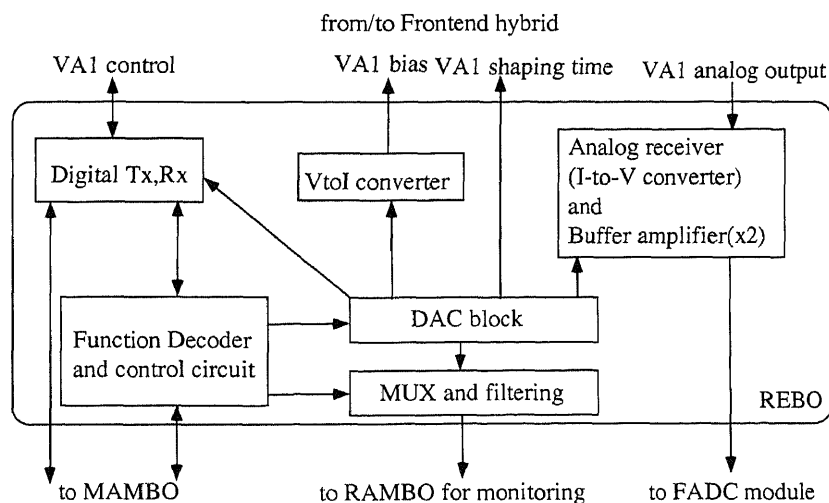 from/to Frontend hybrid
VA1 control
VA1 bias
VA1 shaping time
VA1 analog output
Digital Tx,Rx
VtoI converter
Analog receiver
(I-to-V converter)
and
Buffer amplifier(x2)
Function Decoder
and control circuit
DAC block
MUX and filtering
REBO
to MAMBO
to RAMBO for monitoring
to FADC module